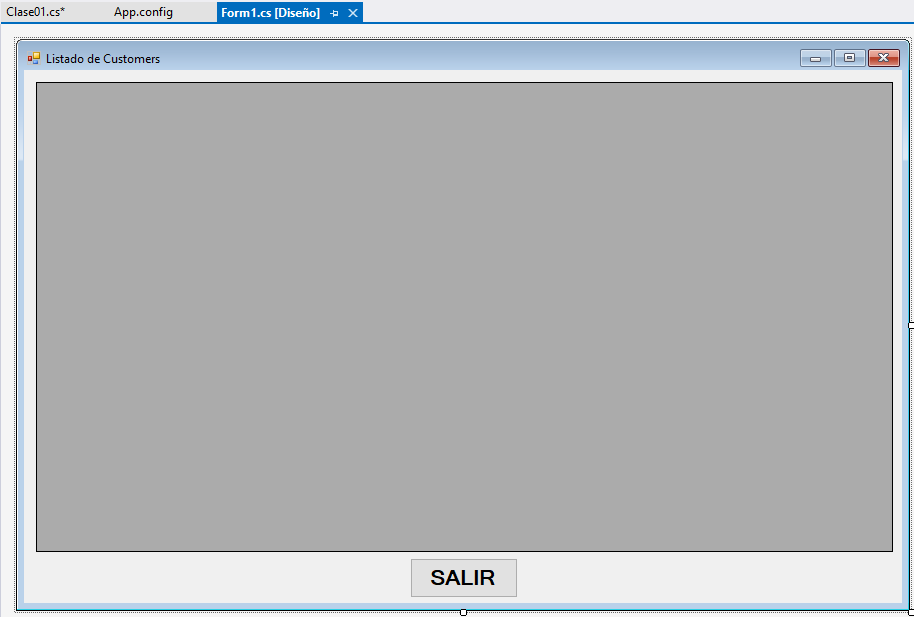 Clase01.cs* App.config Form1.cs [Diseño]
Listado de Customers
SALIR